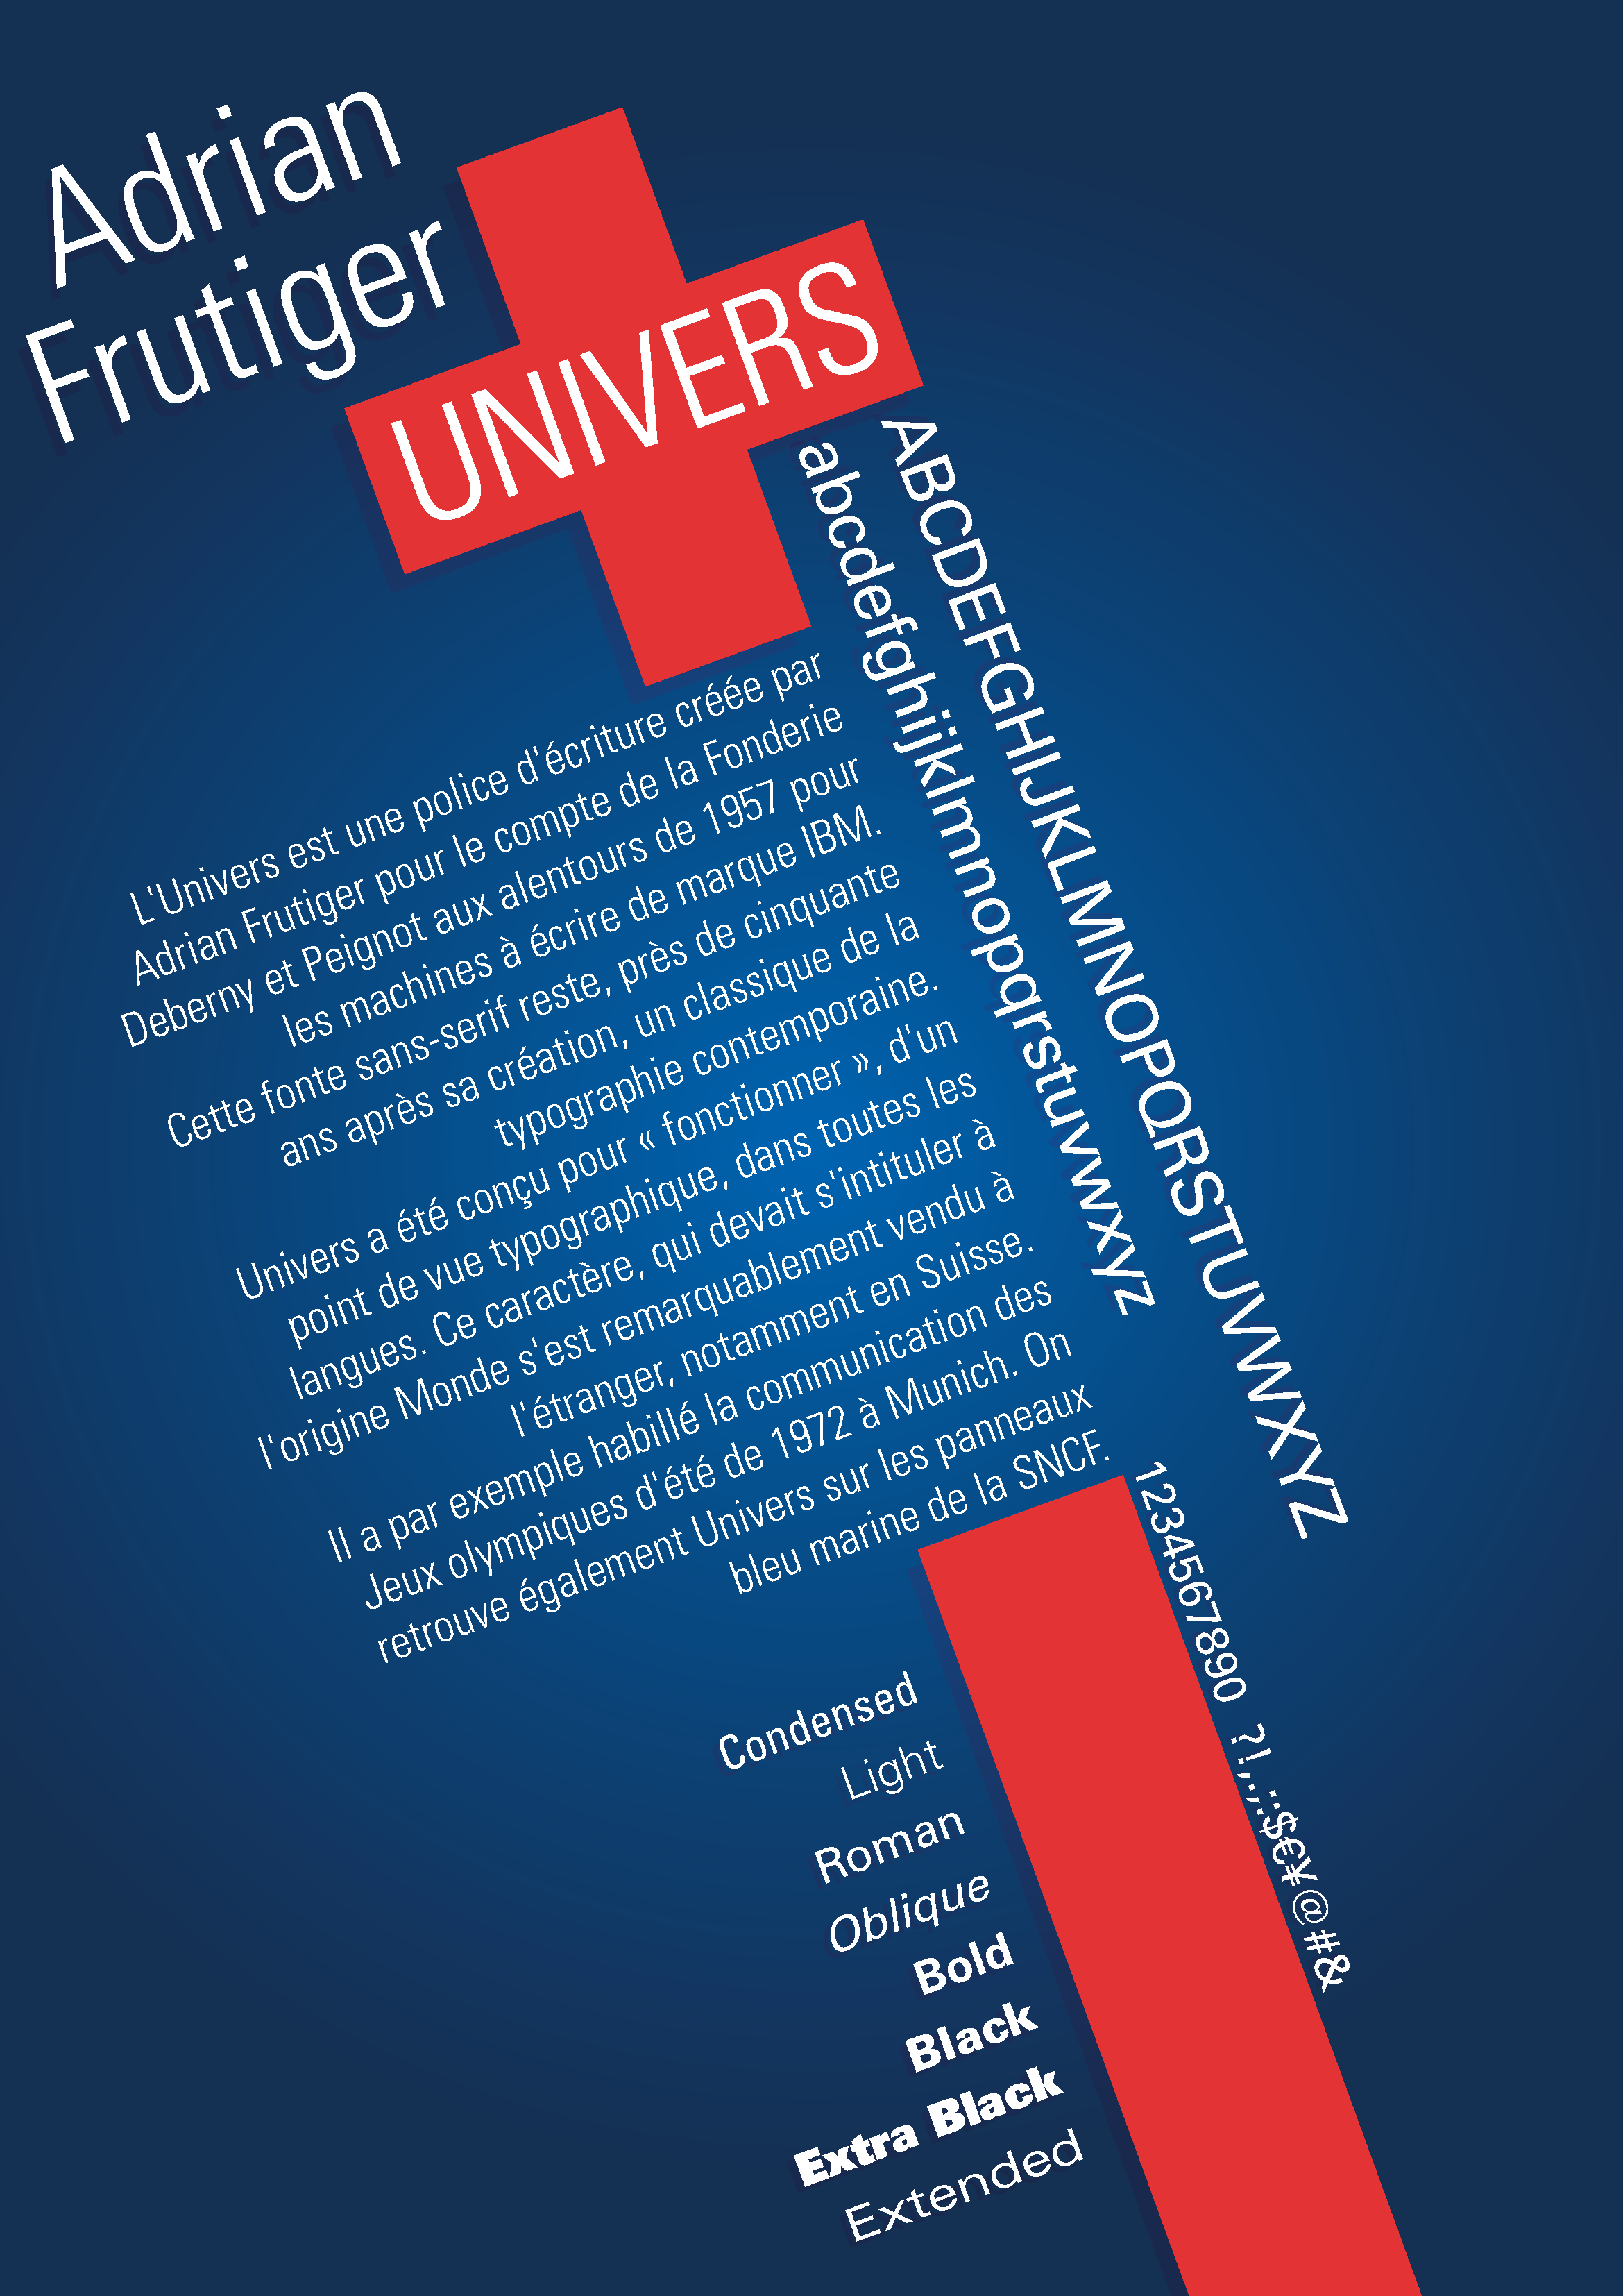 Adrian
Frutiger
UNIVERS
ABCDEFGHIJKLMNOPQRSTUVWXYZ
abcdefghijklmnopqrstuvwxyz
L'Univers est une police d'écriture créée par
Adrian Frutiger pour le compte de la Fonderie
Deberny et Peignot aux alentours de 1957 pour
les machines à écrire de marque IBM.
Cette fonte sans-serif reste, près de cinquante
ans après sa création, un classique de la
typographie contemporaine.
Univers a été conçu pour « fonctionner », d'un
point de vue typographique, dans toutes les
langues. Ce caractère, qui devait s'intituler à
l'origine Monde s'est remarquablement vendu à
l'étranger, notamment en Suisse.
Il a par exemple habillé la communication des
Jeux olympiques d'été de 1972 à Munich. On
retrouve également Univers sur les panneaux
bleu marine de la SNCF.
1234567890 ?!,.;.:$€¥@#&
Condensed
Light
Roman
Oblique
Bold
Black
Extra Black
Extended